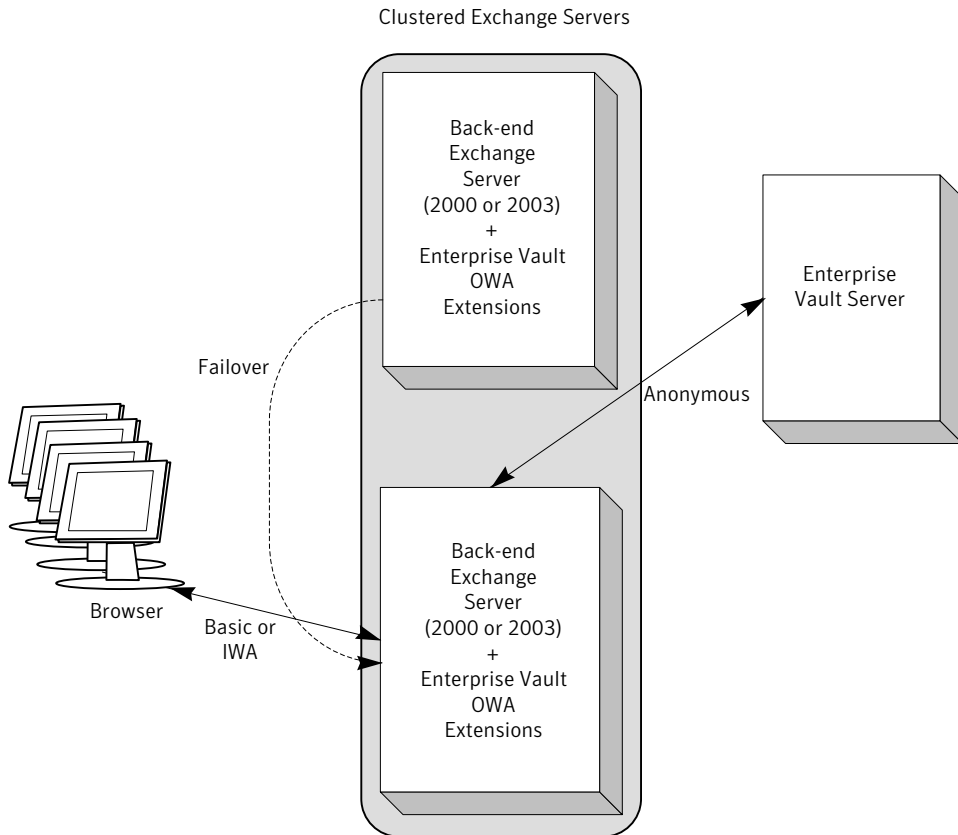 Clustered Exchange Servers
Back-end
Exchange
Server
(2000 or 2003)
+
Enterprise Vault
OWA
Extensions
Enterprise
Vault Server
Failover
Anonymous
Browser
Basic or
IWA
Back-end
Exchange
Server
(2000 or 2003)
+
Enterprise Vault
OWA
Extensions